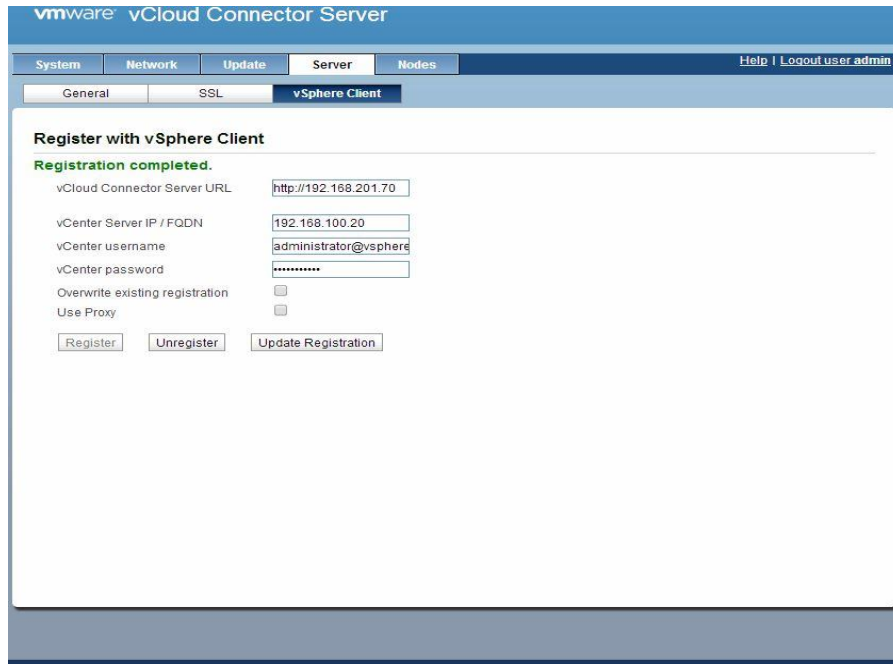 vmware vCloud Connector Server
System Network Update Server Nodes Help | Logout user admin
General SSL vSphere Client
Register with vSphere Client
Registration completed.
vCloud Connector Server URL http://192.168.201.70
vCenter Server IP / FQDN 192.168.100.20
vCenter username administrator@vsphere
vCenter password •••••••••••
Overwrite existing registration
Use Proxy
Register Unregister Update Registration